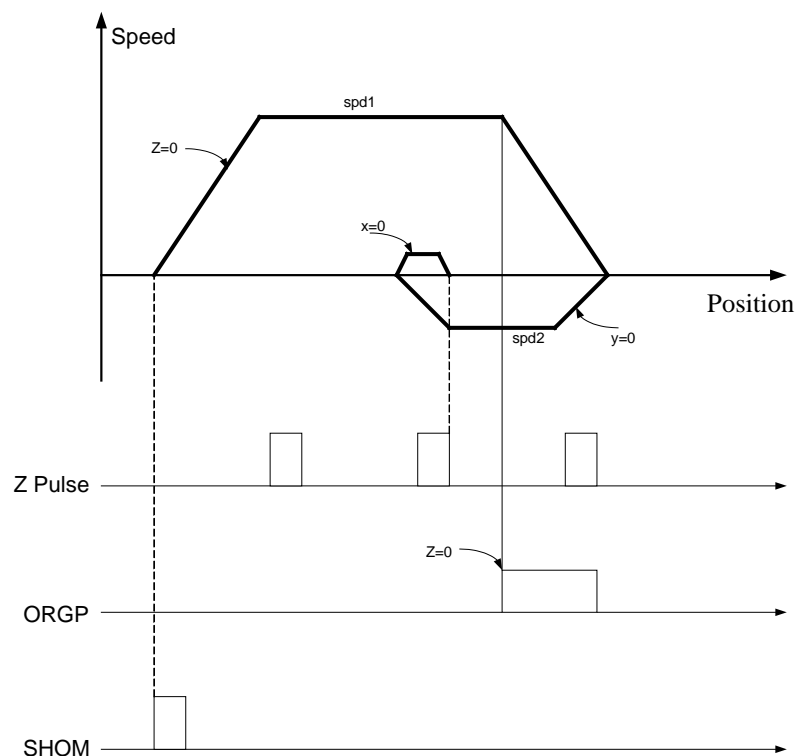 Speed
spd1
Z=0
x=0
Position
spd2
y=0
Z Pulse
Z=0
ORGP
SHOM